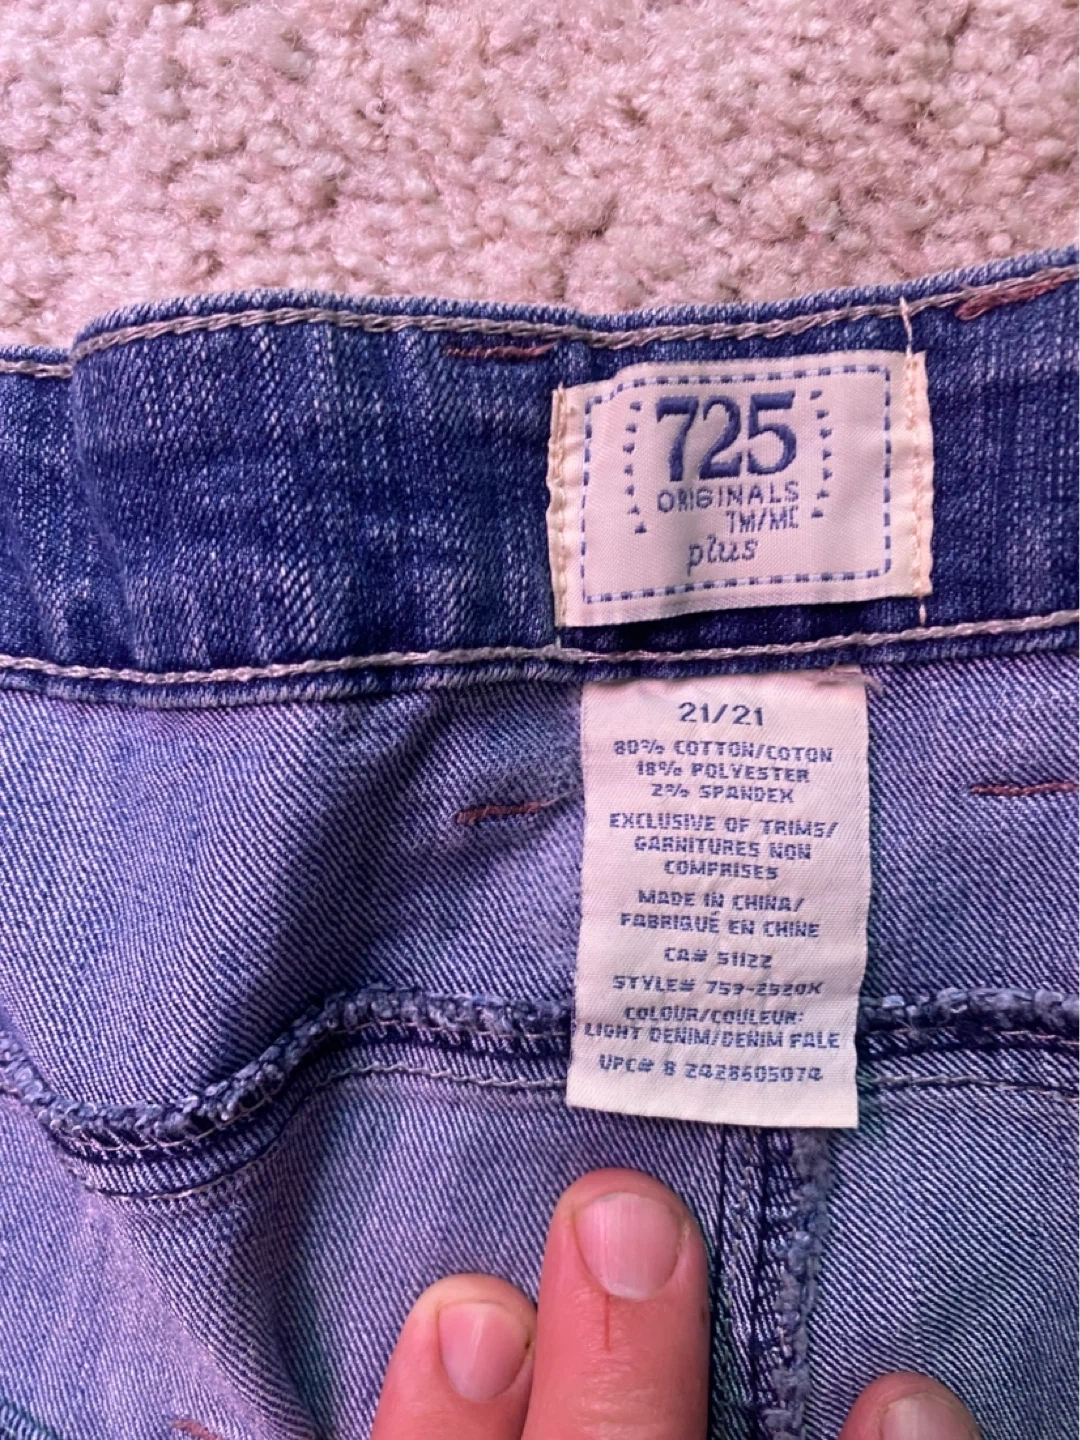 725
ORIGINALS
TM/MC
plus
21/21
80% COTTON/COTON
18% POLYESTER
2% SPANDEX
EXCLUSIVE OF TRIMS/
GARNITURES NON
COMPRISES
MADE IN CHINA/
FABRIQUÉ EN CHINE
CA# 51122
STYLE# 759-2520X
COLOUR/COULEUR:
LIGHT DENIM/DENIM PALE
UPC# 8 2428605074